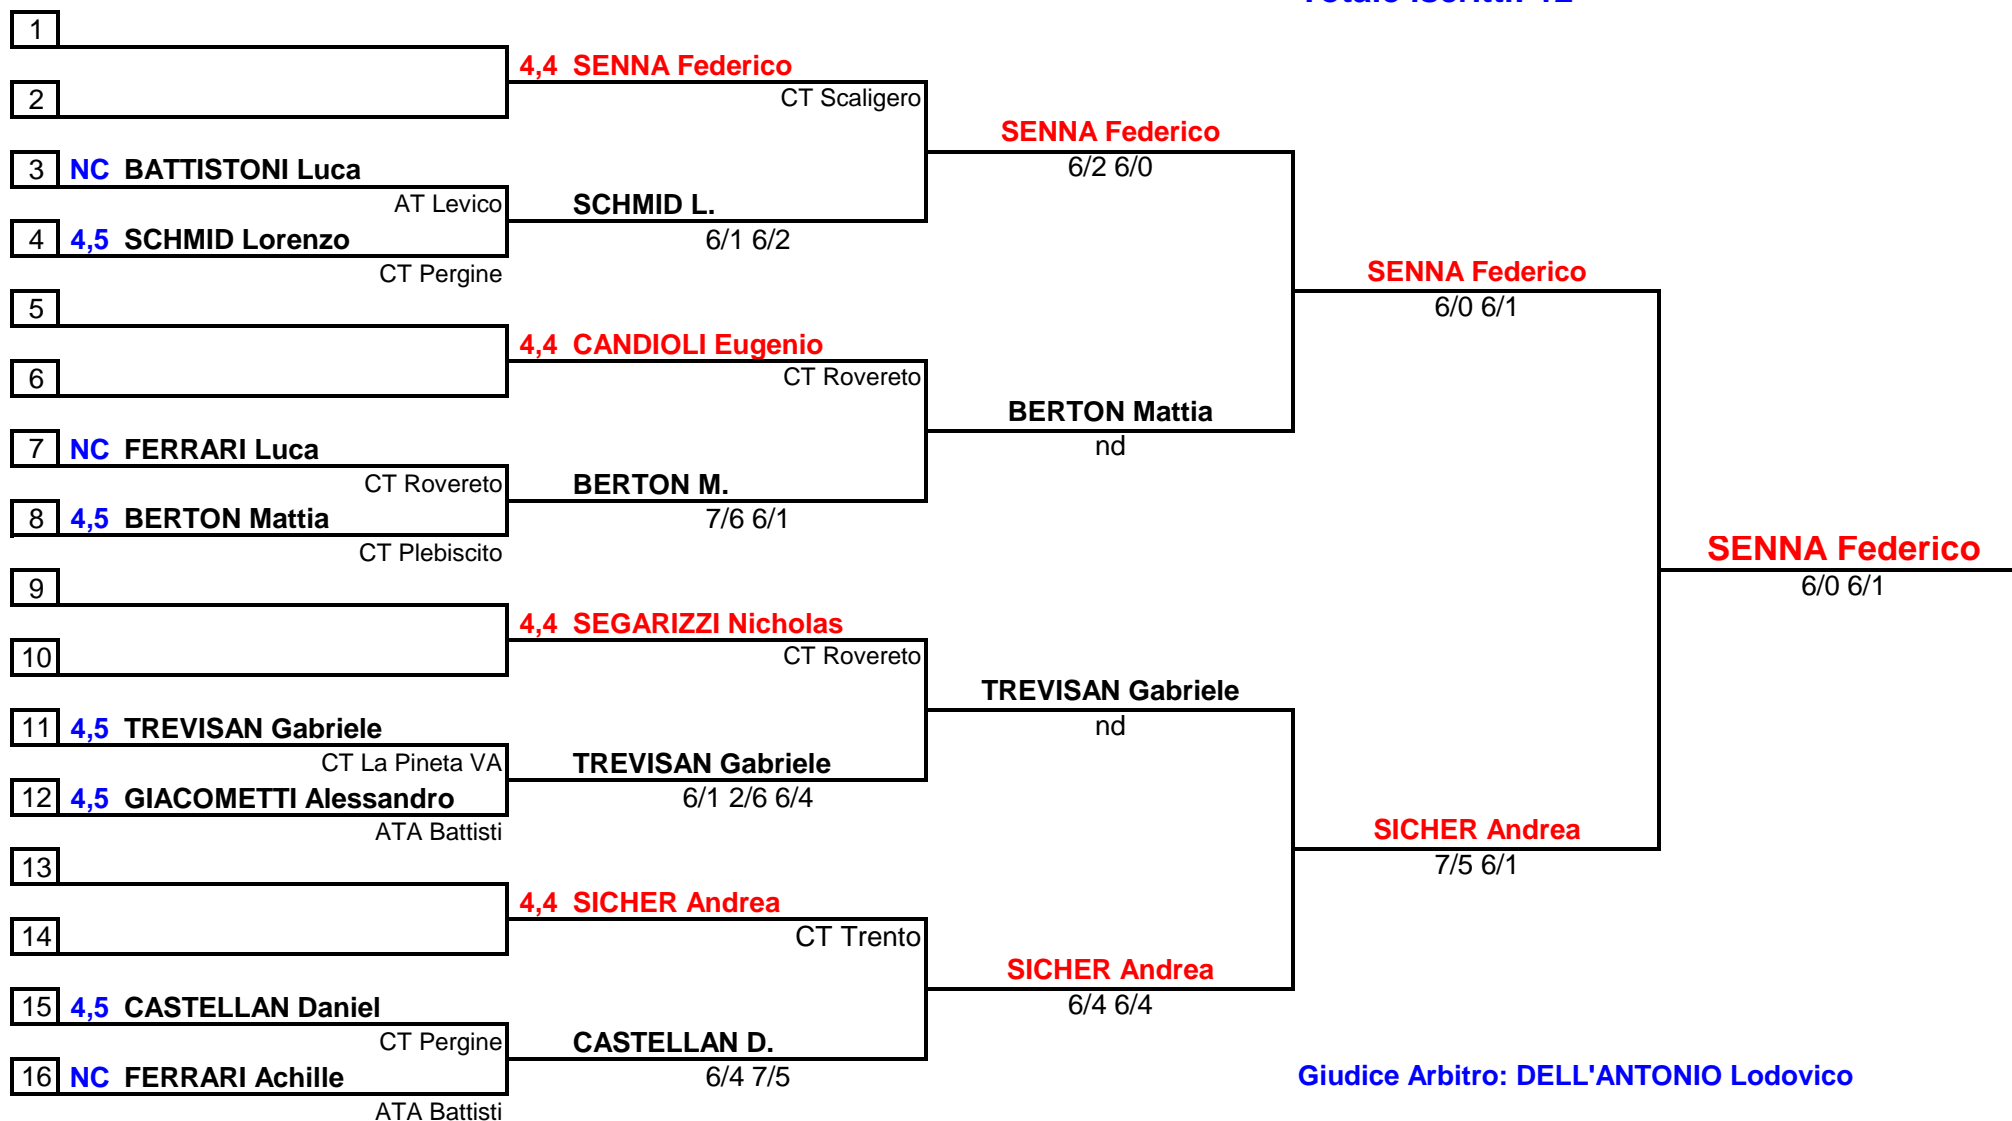 Totale Iscritti: 12
1
4,4 SENNA Federico
2
CT Scaligero
SENNA Federico
6/2 6/0
3 NC BATTISTONI Luca
AT Levico
SCHMID L.
4 4,5 SCHMID Lorenzo
6/1 6/2
CT Pergine
SENNA Federico
6/0 6/1
5
4,4 CANDIOLI Eugenio
6
CT Rovereto
BERTON Mattia
nd
7 NC FERRARI Luca
CT Rovereto
BERTON M.
8 4,5 BERTON Mattia
7/6 6/1
CT Plebiscito
SENNA Federico
6/0 6/1
9
4,4 SEGARIZZI Nicholas
10
CT Rovereto
TREVISAN Gabriele
nd
11 4,5 TREVISAN Gabriele
CT La Pineta VA
TREVISAN Gabriele
12 4,5 GIACOMETTI Alessandro
6/1 2/6 6/4
ATA Battisti
SICHER Andrea
7/5 6/1
13
4,4 SICHER Andrea
14
CT Trento
SICHER Andrea
6/4 6/4
15 4,5 CASTELLAN Daniel
CT Pergine
CASTELLAN D.
16 NC FERRARI Achille
6/4 7/5
ATA Battisti
Giudice Arbitro: DELL'ANTONIO Lodovico